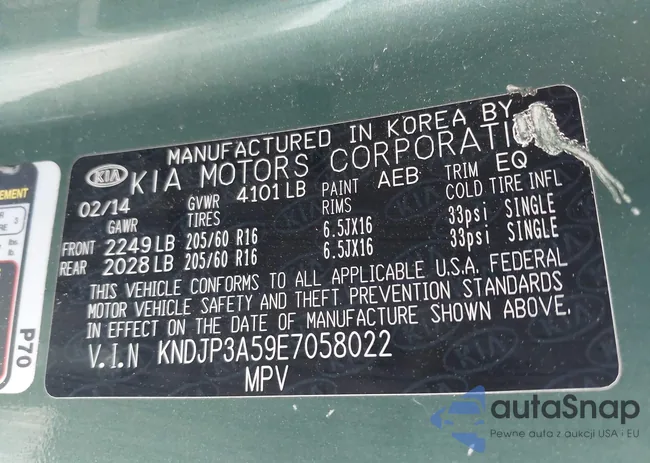 MANUFACTURED IN KOREA BY
KIA KIA MOTORS CORPORATI
02/14 GVWR 4101 LB PAINT AEB TRIM EQ
GAWR TIRES RIMS COLD TIRE INFL
FRONT 2249 LB 205/60 R16 6.5JX16 33psi SINGLE
REAR 2028 LB 205/60 R16 6.5JX16 33psi SINGLE
THIS VEHICLE CONFORMS TO ALL APPLICABLE U.S.A. FEDERAL
MOTOR VEHICLE SAFETY AND THEFT PREVENTION STANDARDS
IN EFFECT ON THE DATE OF MANUFACTURE SHOWN ABOVE.
V.I.N KNDJP3A59E7058022
MPV
EMENT
P70
autaSnap
Pewne auta z aukcji USA - EU